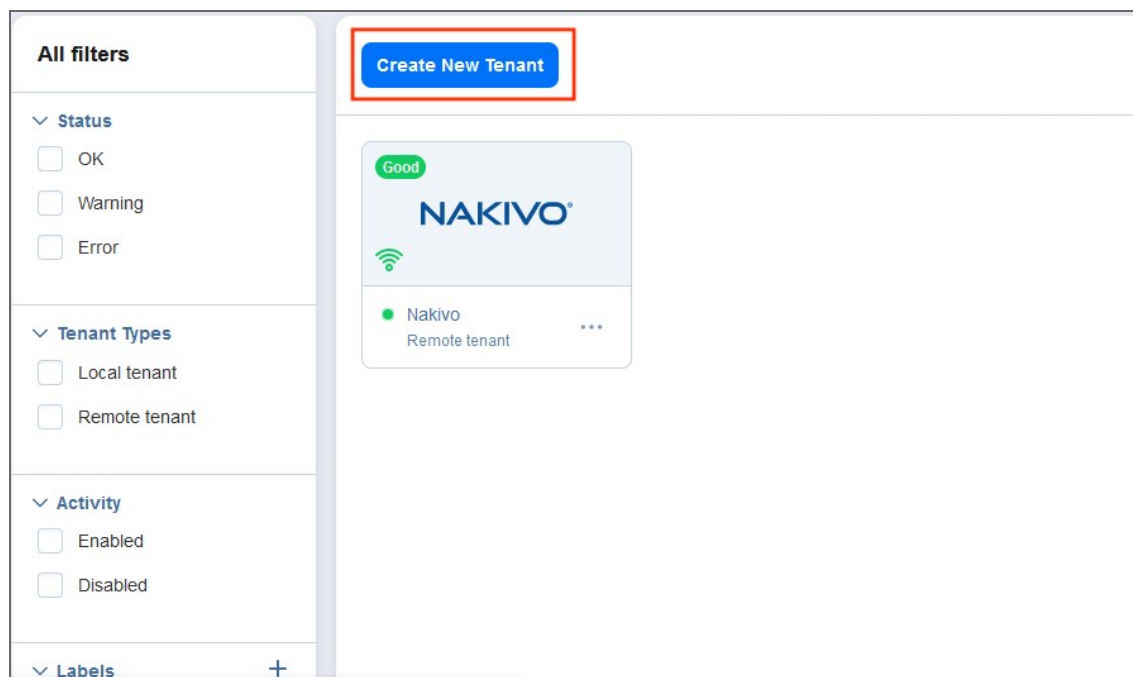 All filters
Status
OK
Warning
Error
Tenant Types
Local tenant
Remote tenant
Activity
Enabled
Disabled
Labels
Create New Tenant
Good
NAKIVO®
Nakivo
Remote tenant